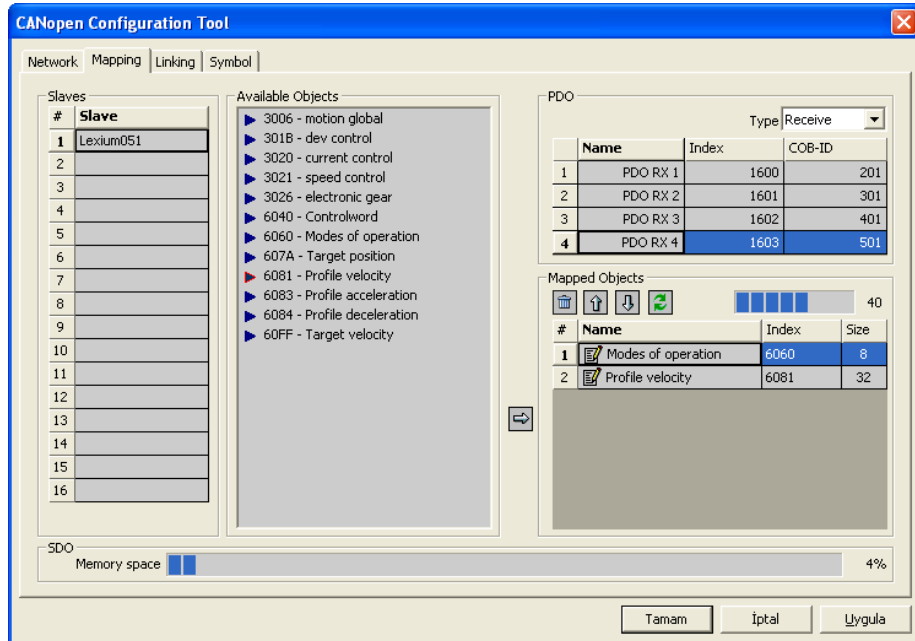 CANopen Configuration Tool
Network Mapping Linking Symbol
Slaves
# Slave
1 Lexium051
2
3
4
5
6
7
8
9
10
11
12
13
14
15
16
Available Objects
3006 - motion global
301B - dev control
3020 - current control
3021 - speed control
3026 - electronic gear
6040 - Controlword
6060 - Modes of operation
607A - Target position
6081 - Profile velocity
6083 - Profile acceleration
6084 - Profile deceleration
60FF - Target velocity
PDO
Type Receive
Name Index COB-ID
1 PDO RX 1 1600 201
2 PDO RX 2 1601 301
3 PDO RX 3 1602 401
4 PDO RX 4 1603 501
Mapped Objects
40
# Name Index Size
1 Modes of operation 6060 8
2 Profile velocity 6081 32
SDO
Memory space 4%
Tamam İptal Uygula